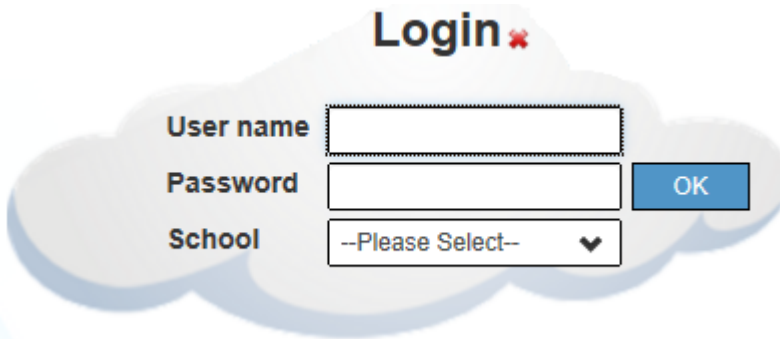 Login
User name
Password
OK
School
--Please Select--